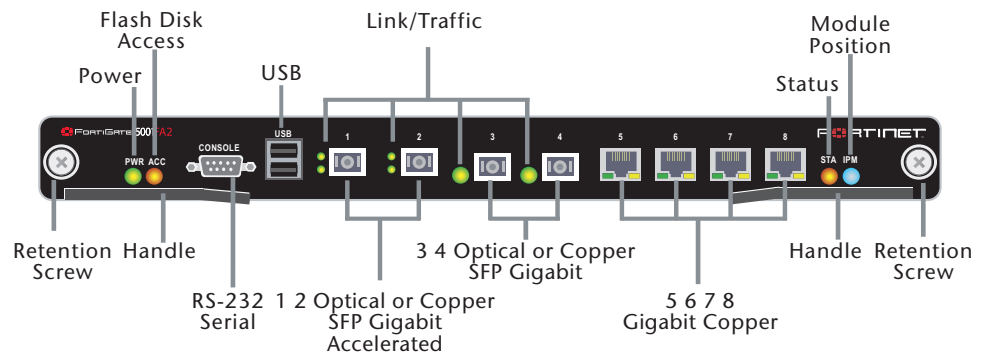 Flash Disk
Access
Link/Traffic
Module
Position
Power
USB
Status
FORTIGATE 5001FA2
USB
1
2
3
4
5
6
7
8
FORTINET
PWR ACC
CONSOLE
STA IPM
Retention
Screw
Handle
3 4 Optical or Copper
SFP Gigabit
Handle
Retention
Screw
RS-232
Serial
1 2 Optical or Copper
SFP Gigabit
Accelerated
5 6 7 8
Gigabit Copper